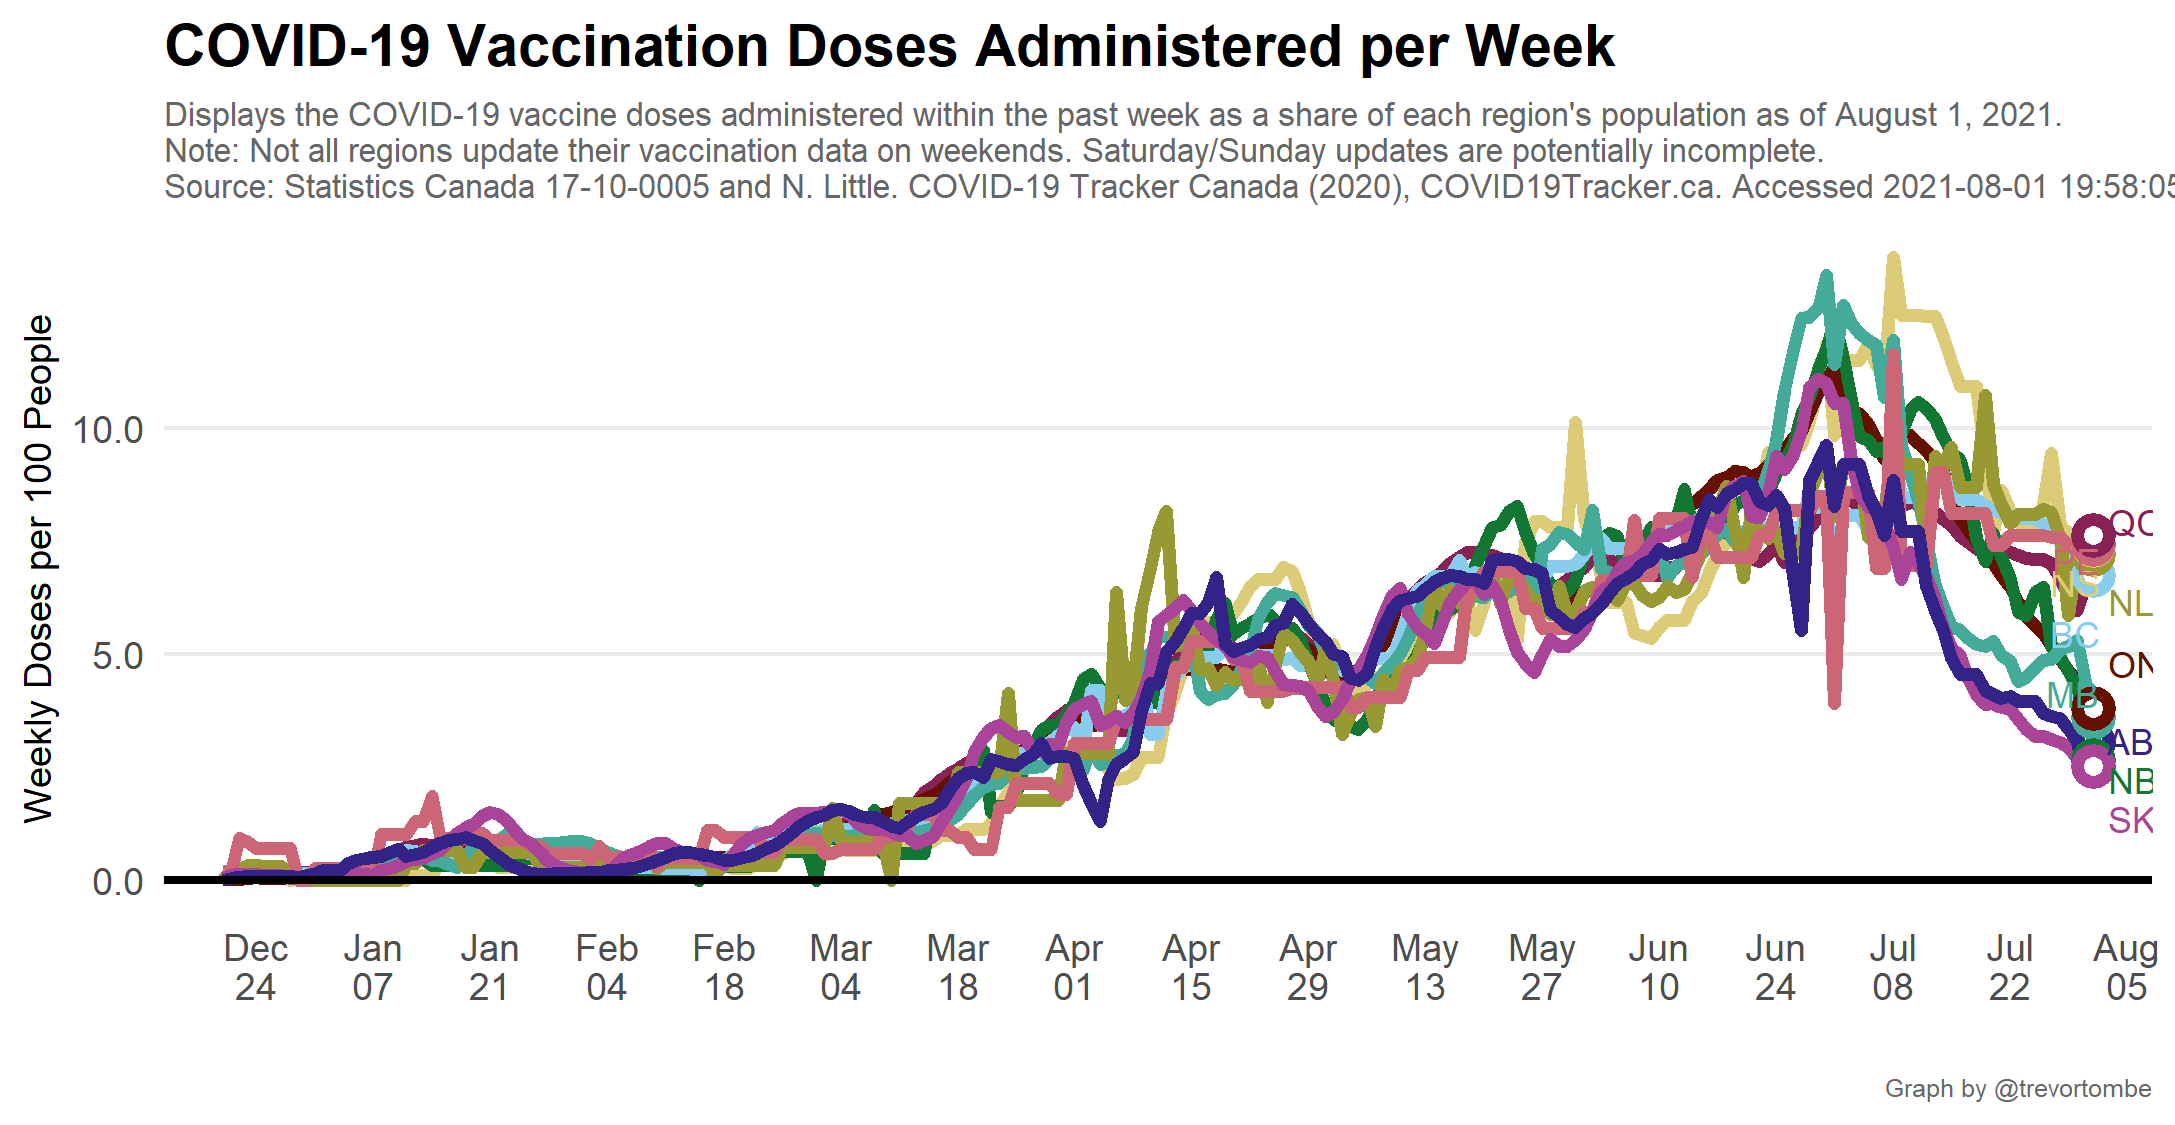 COVID-19 Vaccination Doses Administered per Week
Displays the COVID-19 vaccine doses administered within the past week as a share of each region's population as of August 1, 2021.
Note: Not all regions update their vaccination data on weekends. Saturday/Sunday updates are potentially incomplete.
Source: Statistics Canada 17-10-0005 and N. Little. COVID-19 Tracker Canada (2020), COVID19Tracker.ca. Accessed 2021-08-01 19:58:05
Weekly Doses per 100 People
10.0
5.0
0.0
QC
NS
NL
BC
ON
MB
AB
NB
SK
Dec Jan Jan Feb Feb Mar Mar Apr Apr Apr May May Jun Jun Jul Jul Aug
24 07 21 04 18 04 18 01 15 29 13 27 10 24 08 22 05
Graph by @trevortombe